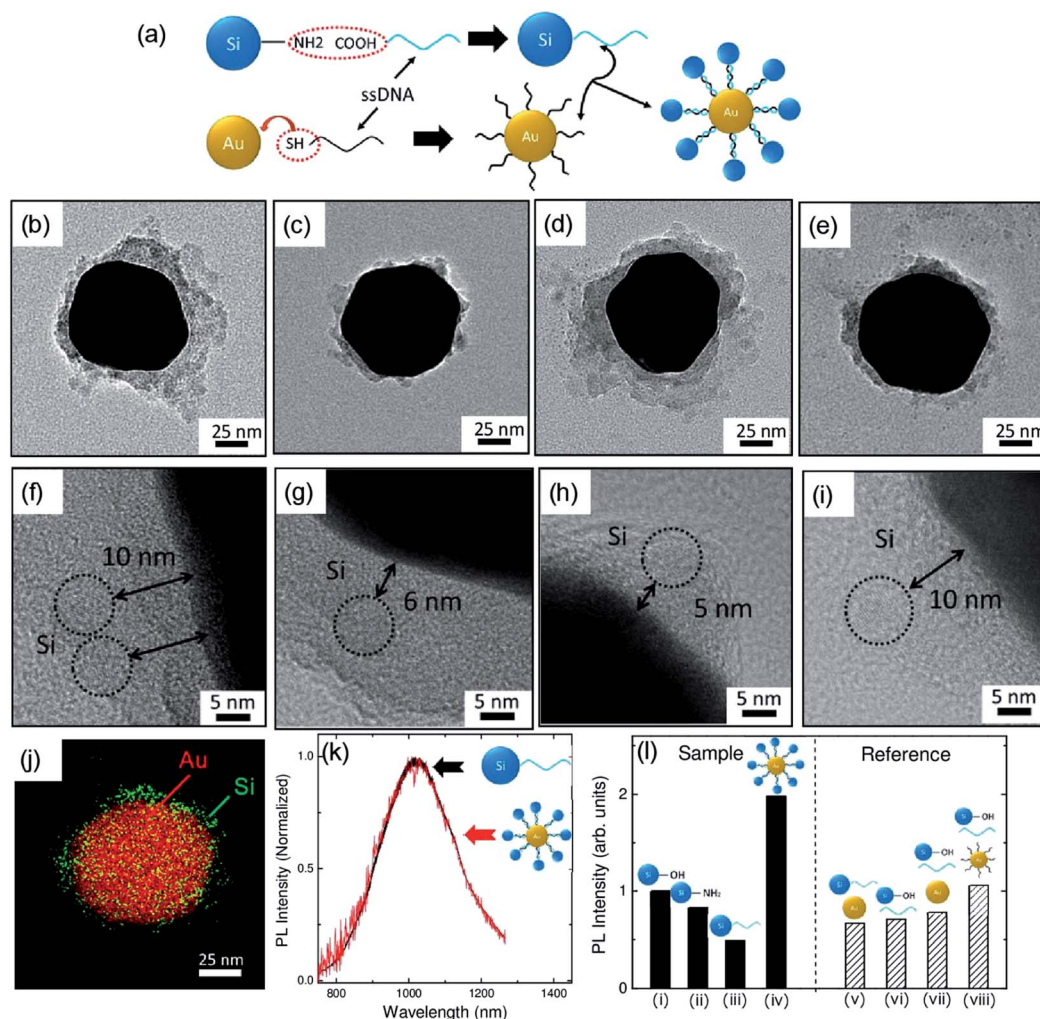 (a)
Si
NH2 COOH
Si
ssDNA
Au
SH
Au
Au
(b)
25 nm
(c)
25 nm
(d)
25 nm
(e)
25 nm
(f)
10 nm
Si
5 nm
(g)
Si
6 nm
5 nm
(h)
Si
5 nm
5 nm
(i)
Si
10 nm
5 nm
(j)
Au
Si
25 nm
(k)
PL Intensity (Normalized)
1.0
0.5
0.0
800 1000 1200 1400
Wavelength (nm)
Si
Au
(l)
Sample
Reference
PL Intensity (arb. units)
2
1
0
Au
Si—OH
Si—NH₂
Si
Si
Au
Si—OH
Si—OH
Au
Si—OH
Au
(i) (ii) (iii) (iv) (v) (vi) (vii) (viii)